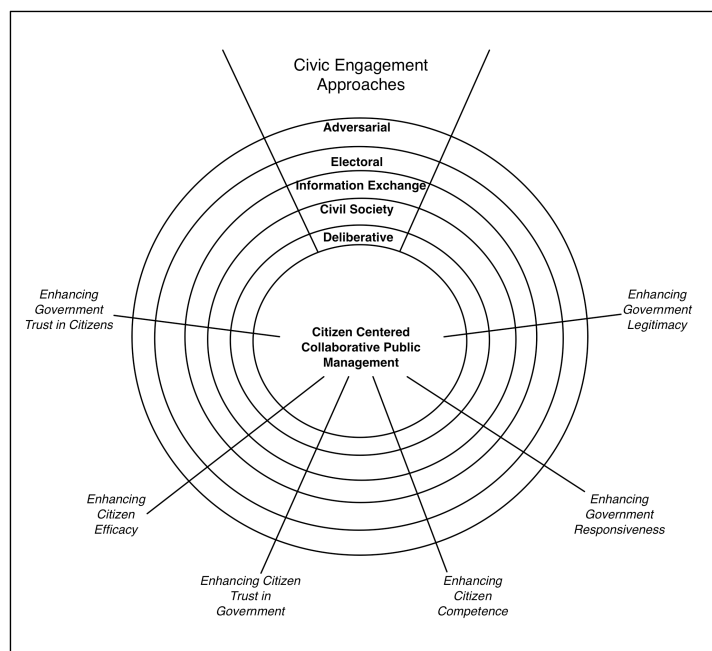 Civic Engagement
Approaches
Adversarial
Electoral
Information Exchange
Civil Society
Deliberative
Enhancing
Government
Trust in Citizens
Enhancing
Government
Legitimacy
Citizen Centered
Collaborative Public
Management
Enhancing
Citizen
Efficacy
Enhancing
Government
Responsiveness
Enhancing Citizen
Trust in
Government
Enhancing
Citizen
Competence